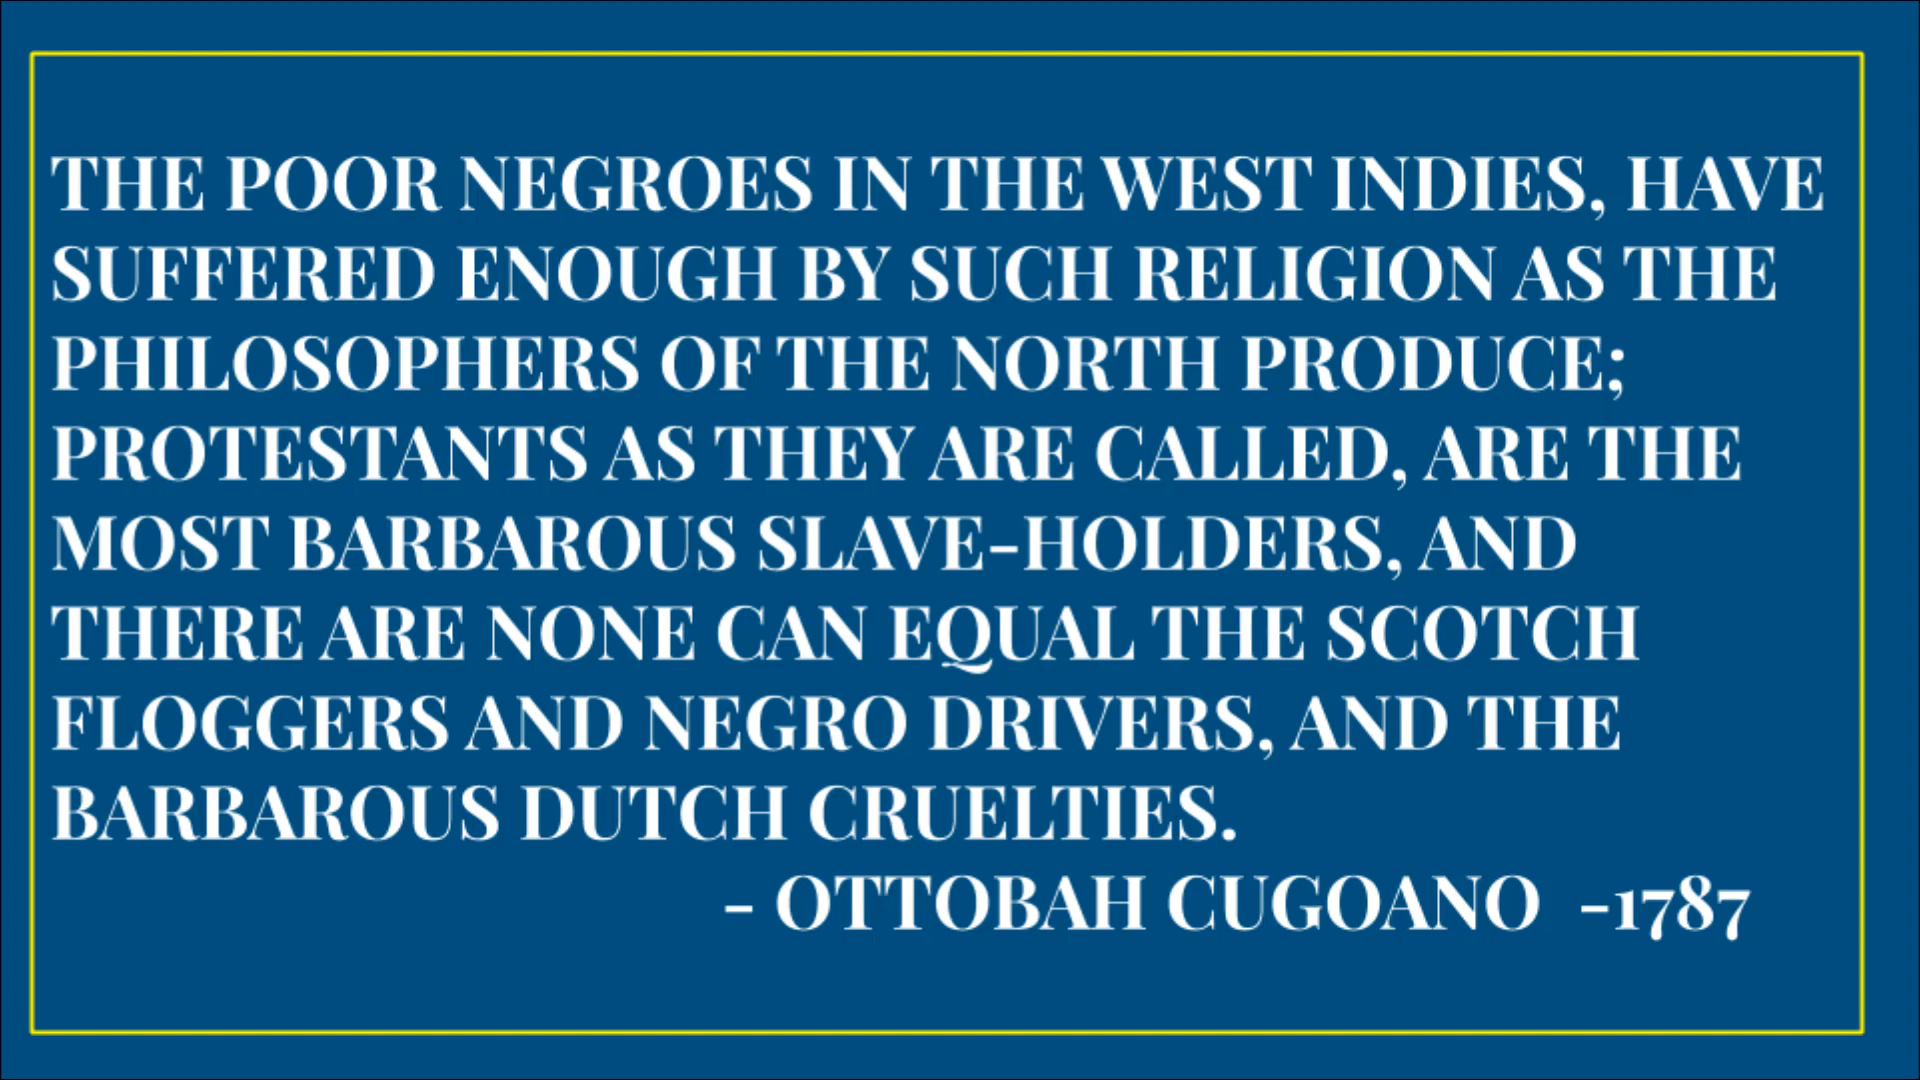 THE POOR NEGROES IN THE WEST INDIES, HAVE
SUFFERED ENOUGH BY SUCH RELIGION AS THE
PHILOSOPHERS OF THE NORTH PRODUCE;
PROTESTANTS AS THEY ARE CALLED, ARE THE
MOST BARBAROUS SLAVE-HOLDERS, AND
THERE ARE NONE CAN EQUAL THE SCOTCH
FLOGGERS AND NEGRO DRIVERS, AND THE
BARBAROUS DUTCH CRUELTIES.
- OTTOBAH CUGOANO -1787